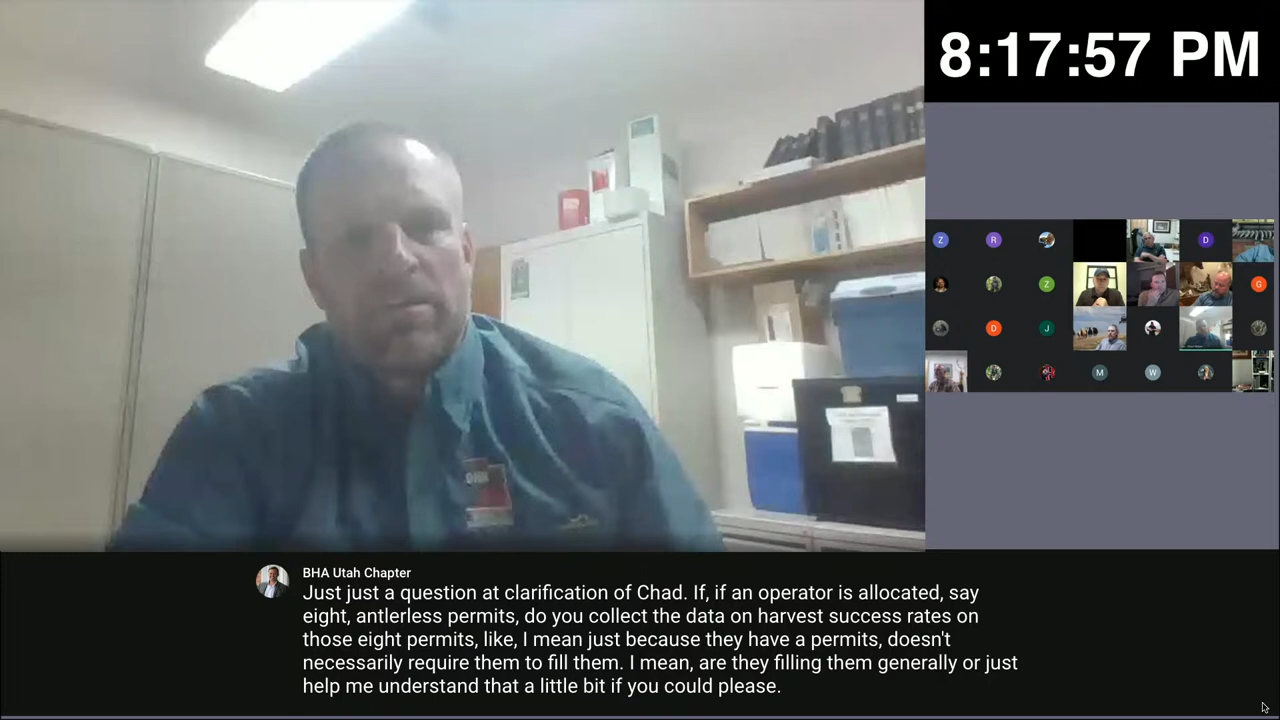 8:17:57 PM
Z
R
D
Z
G
D
J
M
W
BHA Utah Chapter
Just just a question at clarification of Chad. If, if an operator is allocated, say
eight, antlerless permits, do you collect the data on harvest success rates on
those eight permits, like, I mean just because they have a permits, doesn't
necessarily require them to fill them. I mean, are they filling them generally or just
help me understand that a little bit if you could please.